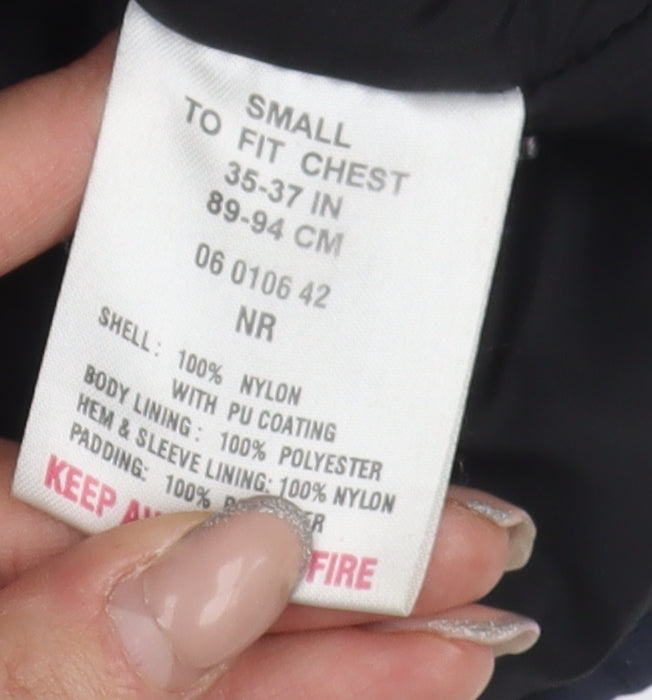 SMALL
TO FIT CHEST
35-37 IN
89-94 CM
06 0106 42
NR
SHELL: 100% NYLON
WITH PU COATING
BODY LINING: 100% POLYESTER
HEM & SLEEVE LINING: 100% NYLON
PADDING: 100%
KEEP FIRE